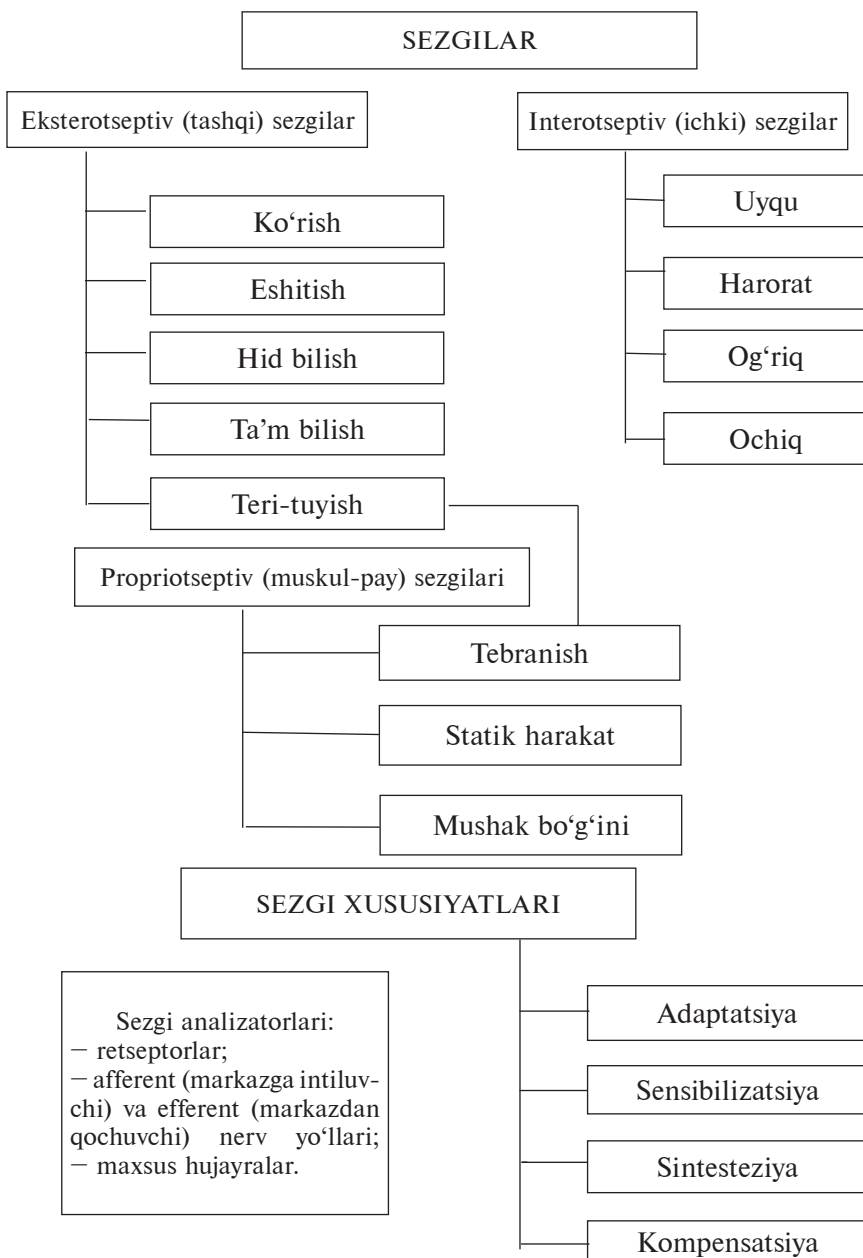 SEZGILAR
Eksterotseptiv (tashqi) sezgilar
Ko‘rish
Eshitish
Hid bilish
Ta’m bilish
Teri-tuyish
Interotseptiv (ichki) sezgilar
Uyqu
Harorat
Og‘riq
Ochiq
Propriotseptiv (muskul-pay) sezgilari
Tebranish
Statik harakat
Mushak bo‘g‘ini
SEZGI XUSUSIYATLARI
Sezgi analizatorlari:
— retseptorlar;
— afferent (markazga intiluv-
chi) va efferent (markazdan
qochuvchi) nerv yo‘llari;
— maxsus hujayralar.
Adaptatsiya
Sensibilizatsiya
Sintesteziya
Kompensatsiya